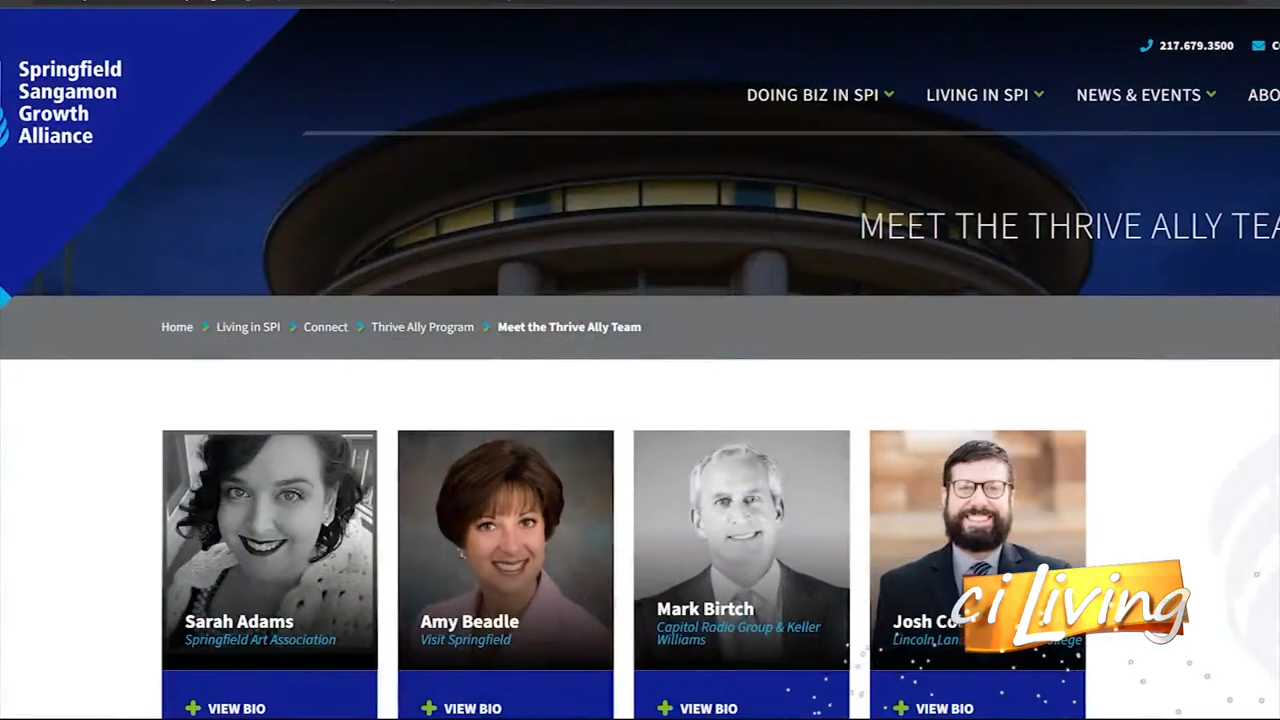 217.679.3500
Springfield
Sangamon
Growth
Alliance
DOING BIZ IN SPI
LIVING IN SPI
NEWS & EVENTS
MEET THE THRIVE ALLY
Home
Living in SPI
Connect
Thrive Ally Program
Meet the Thrive Ally Team
Sarah Adams
Springfield Art Association
Amy Beadle
Visit Springfield
Mark Birtch
Capitol Radio Group & Keller
Williams
Josh
Lincoln
ciLiving
VIEW BIO
VIEW BIO
VIEW BIO
VIEW BIO